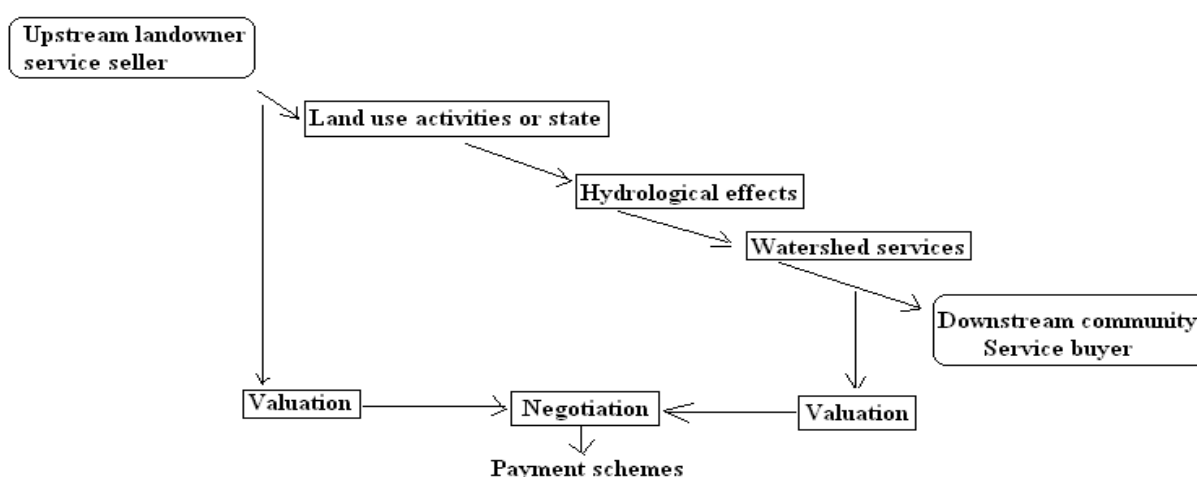 Upstream landowner
service seller
Land use activities or state
Hydrological effects
Watershed services
Downstream community
Service buyer
Valuation
Negotiation
Valuation
Payment schemes